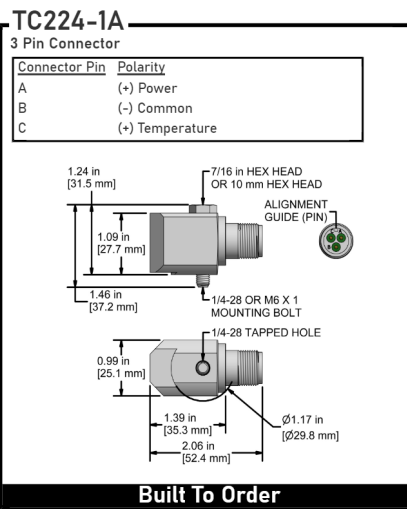 TC224-1A
3 Pin Connector
Connector Pin Polarity
A (+) Power
B (-) Common
C (+) Temperature
1.24 in
[31.5 mm]
7/16 in HEX HEAD
OR 10 mm HEX HEAD
ALIGNMENT
GUIDE (PIN)
1.09 in
[27.7 mm]
1.46 in
[37.2 mm]
1/4-28 OR M6 X 1
MOUNTING BOLT
1/4-28 TAPPED HOLE
0.99 in
[25.1 mm]
1.39 in
[35.3 mm]
Ø1.17 in
[Ø29.8 mm]
2.06 in
[52.4 mm]
Built To Order